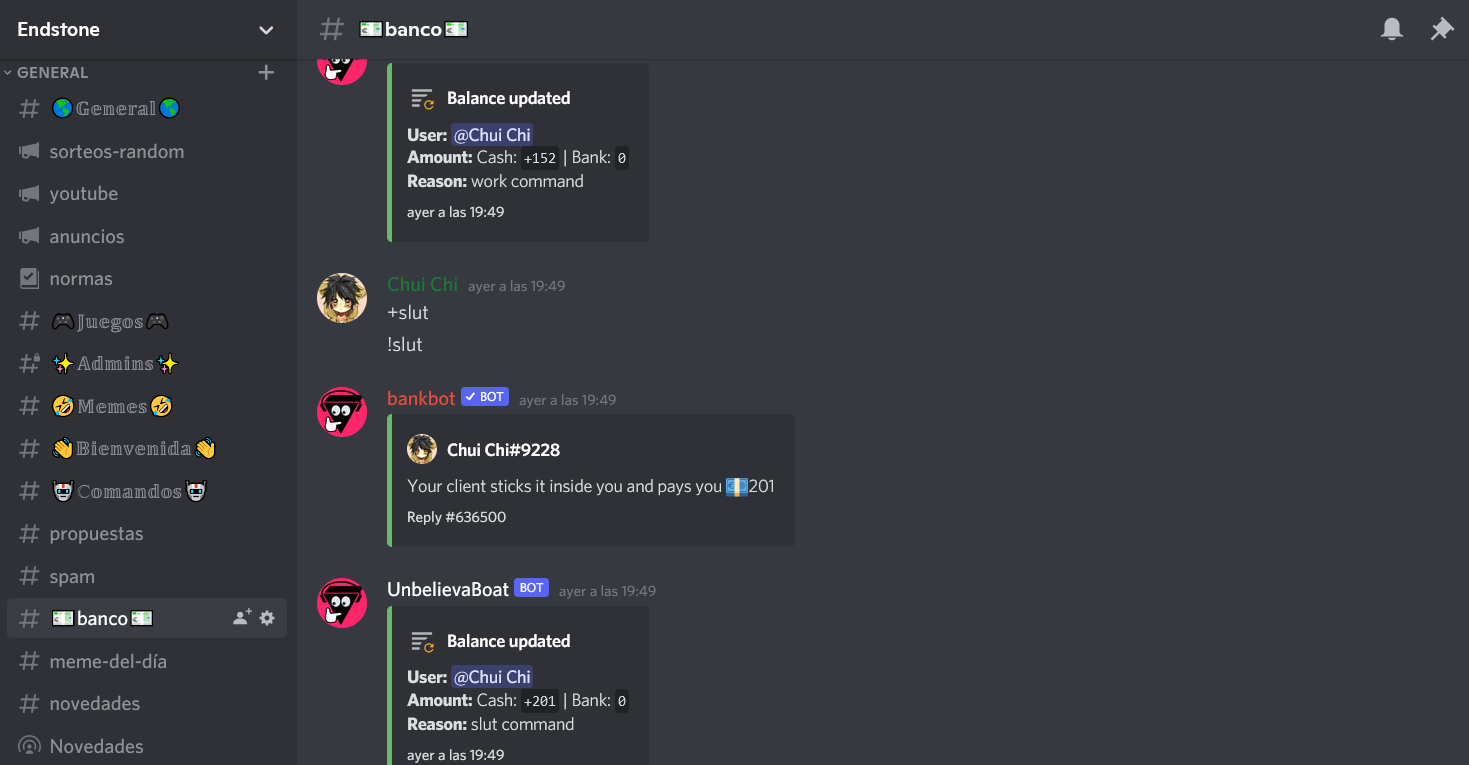 Endstone
GENERAL
🌎𝔾𝕖𝕟𝕖𝕣𝕒𝕝🌎
sorteos-random
youtube
anuncios
normas
🎮𝕁𝕦𝕖𝕘𝕠𝕤🎮
✨𝔸𝕕𝕞𝕚𝕟𝕤✨
🤣𝕄𝕖𝕞𝕖𝕤🤣
👋𝔹𝕚𝕖𝕟𝕧𝕖𝕟𝕚𝕕𝕒👋
🤖ℂ𝕠𝕞𝕒𝕟𝕕𝕠𝕤🤖
propuestas
spam
💵banco💵
meme-del-día
novedades
Novedades
💵banco💵
Balance updated
User: @Chui Chi
Amount: Cash: +152 | Bank: 0
Reason: work command
ayer a las 19:49
Chui Chi ayer a las 19:49
+slut
!slut
bankbot ✓ BOT ayer a las 19:49
Chui Chi#9228
Your client sticks it inside you and pays you 💵201
Reply #636500
UnbelievaBoat BOT ayer a las 19:49
Balance updated
User: @Chui Chi
Amount: Cash: +201 | Bank: 0
Reason: slut command
ayer a las 19:49